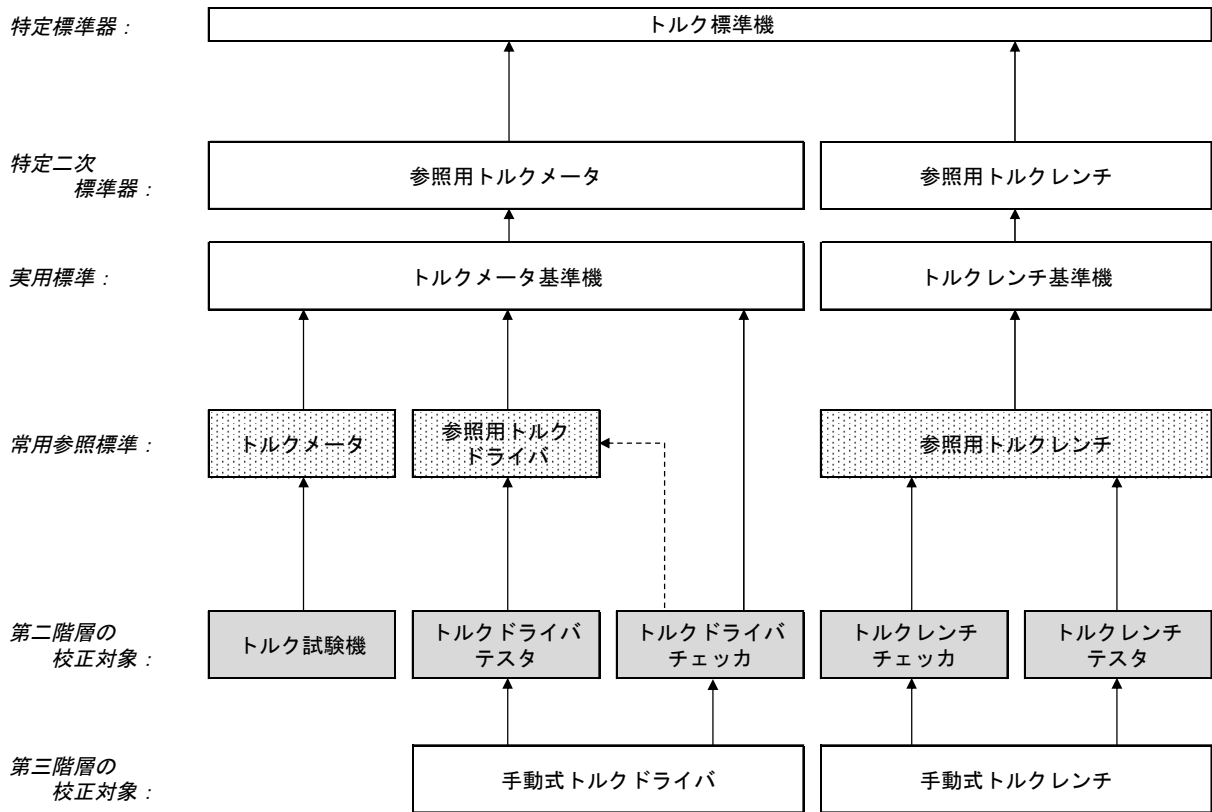 特定標準器：
トルク標準機
特定二次
標準器：
参照用トルクメータ
参照用トルクレンチ
実用標準：
トルクメータ基準機
トルクレンチ基準機
常用参照標準：
トルクメータ
参照用トルク
ドライバ
参照用トルクレンチ
第二階層の
校正対象：
トルク試験機
トルクドライバ
テスタ
トルクドライバ
チェッカ
トルクレンチ
チェッカ
トルクレンチ
テスタ
第三階層の
校正対象：
手動式トルクドライバ
手動式トルクレンチ